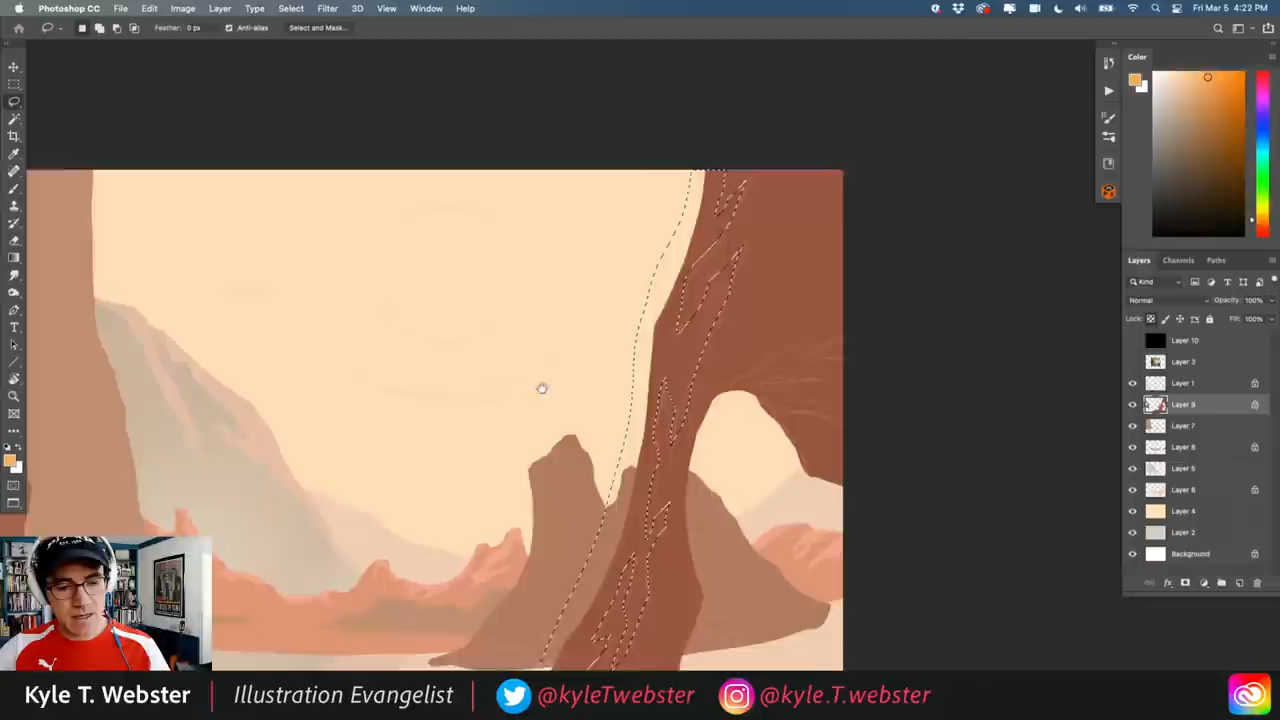 Photoshop CC File Edit Image Layer Type Select Filter 3D View Window Help Fri Mar 5 4:22 PM
Feather: 0 px Anti-alias Select and Mask...
Color
Layers Channels Paths
Kind
Normal Opacity: 100%
Lock: Fill: 100%
Layer 10
Layer 3
Layer 1
Layer 9
Layer 7
Layer 8
Layer 5
Layer 6
Layer 4
Layer 2
Background
fx
Kyle T. Webster | Illustration Evangelist | @kyleTwebster @kyle.T.webster